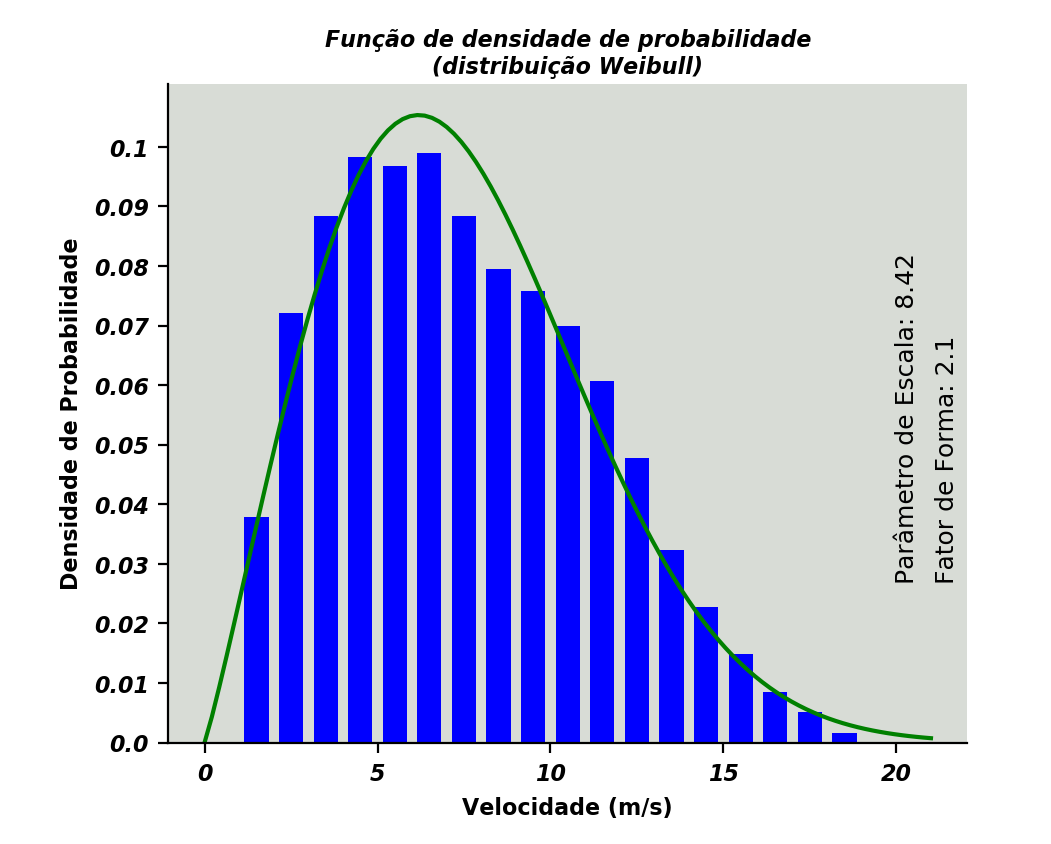 Função de densidade de probabilidade
(distribuição Weibull)
Densidade de Probabilidade
0.1
0.09
0.08
0.07
0.06
0.05
0.04
0.03
0.02
0.01
0.0
Parâmetro de Escala: 8.42
Fator de Forma: 2.1
0 5 10 15 20
Velocidade (m/s)